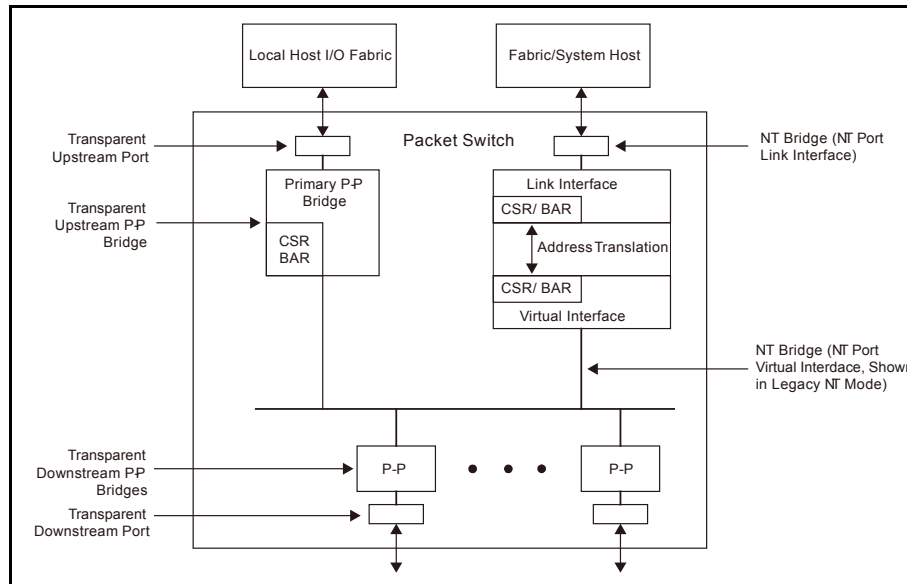 Local Host I/O Fabric
Fabric/System Host
Transparent
Upstream Port
Packet Switch
NT Bridge (NT Port
Link Interface)
Primary P-P
Bridge
Link Interface
Transparent
Upstream P-P
Bridge
CSR/ BAR
CSR
BAR
Address Translation
CSR/ BAR
Virtual Interface
NT Bridge (NT Port
Virtual Interdace, Shown
in Legacy NT Mode)
Transparent
Downstream P-P
Bridges
P-P
P-P
Transparent
Downstream Port